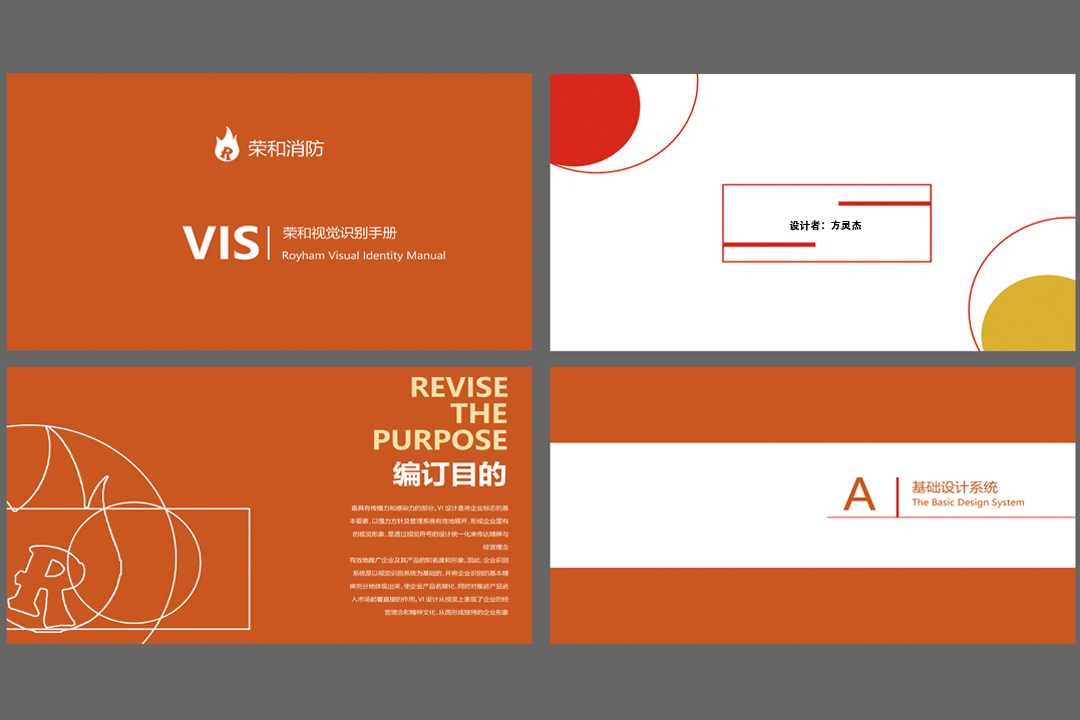 荣和消防
VIS
荣和视觉识别手册
Royham Visual Identity Manual
设计者：方灵杰
REVISE
THE
PURPOSE
编订目的
最具有传播力和感染力的部分。VI 设计是将企业标志的基
本要素，以强力方针及管理系统有效地展开，形成企业固有
的视觉形象，是透过视觉符号的设计统一化来传达精神与
经营理念
有效地推广企业及其产品的知名度和形象。因此，企业识别
系统是以视觉识别系统为基础的，并将企业识别的基本精
神充分地体现出来，使企业产品名牌化，同时对推进产品进
入市场起着直接的作用。VI 设计从视觉上表现了企业的经
营理念和精神文化，从而形成独特的企业形象
R
A
基础设计系统
The Basic Design System